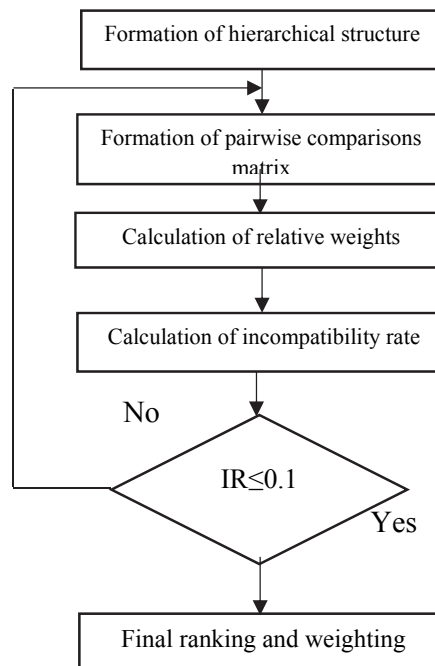 Formation of hierarchical structure
Formation of pairwise comparisons
matrix
Calculation of relative weights
Calculation of incompatibility rate
No
IR≤0.1
Yes
Final ranking and weighting